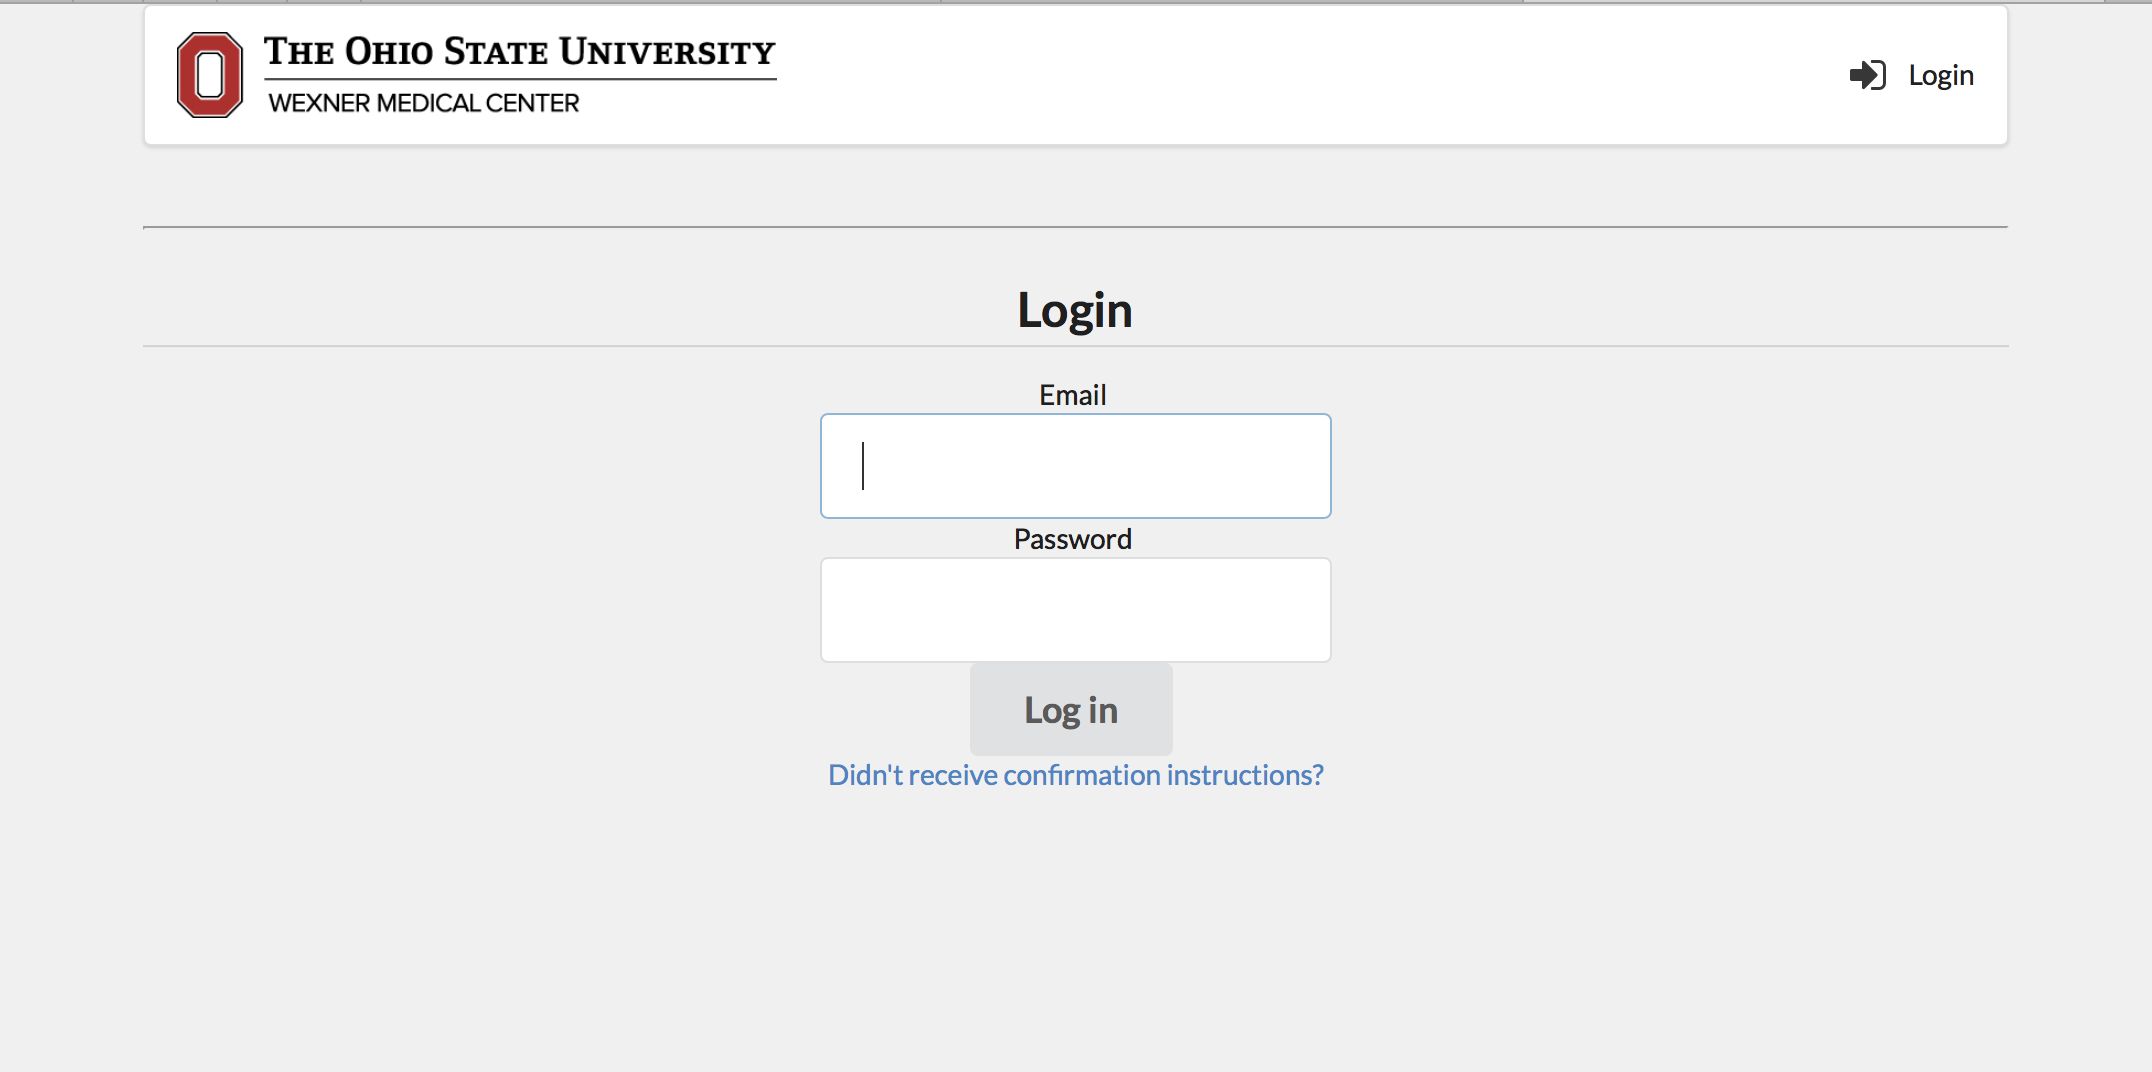 THE OHIO STATE UNIVERSITY
WEXNER MEDICAL CENTER
Login
Login
Email
Password
Log in
Didn't receive confirmation instructions?